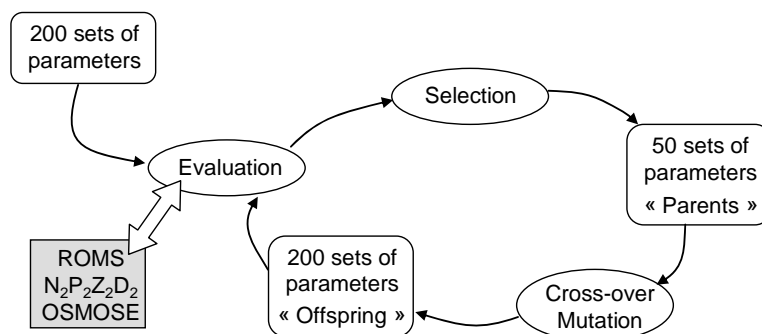 200 sets of
parameters
Selection
Evaluation
50 sets of
parameters
« Parents »
ROMS
N₂P₂Z₂D₂
OSMOSE
200 sets of
parameters
« Offspring »
Cross-over
Mutation